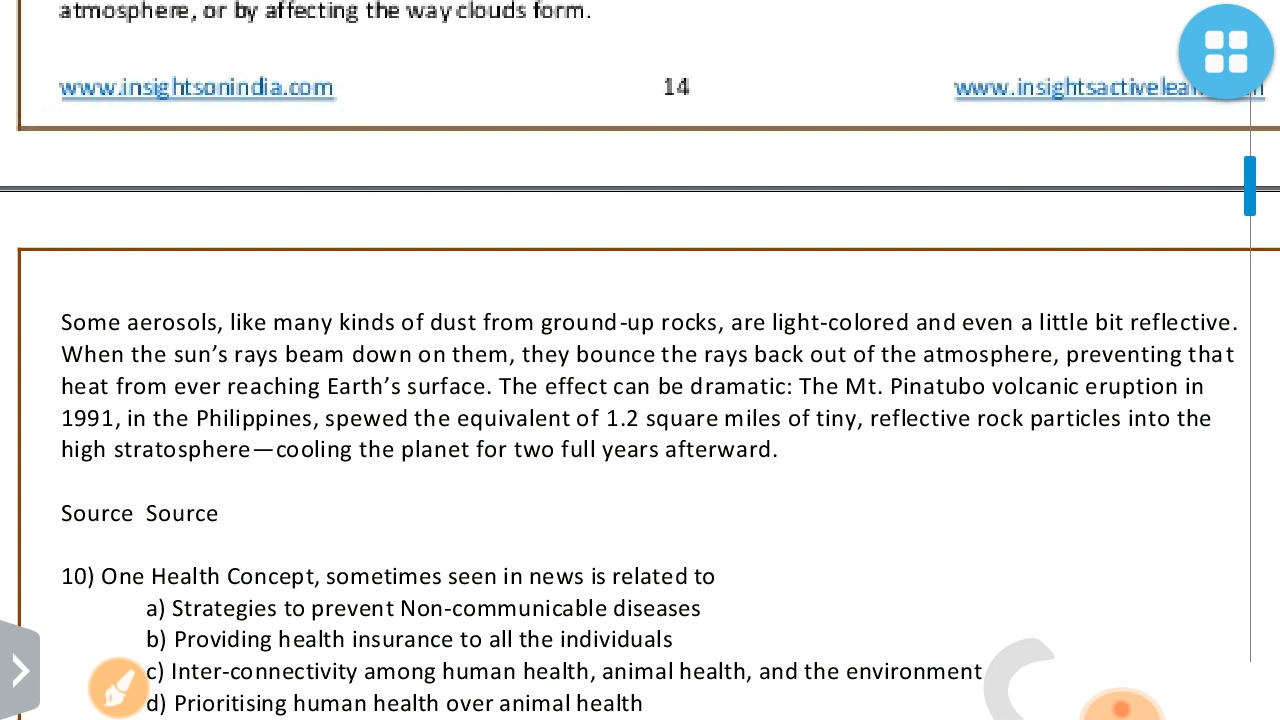 atmosphere, or by affecting the way clouds form.
www.insightsonindia.com 14
Some aerosols, like many kinds of dust from ground-up rocks, are light-colored and even a little bit reflective.
When the sun’s rays beam down on them, they bounce the rays back out of the atmosphere, preventing that
heat from ever reaching Earth’s surface. The effect can be dramatic: The Mt. Pinatubo volcanic eruption in
1991, in the Philippines, spewed the equivalent of 1.2 square miles of tiny, reflective rock particles into the
high stratosphere—cooling the planet for two full years afterward.
Source Source
10) One Health Concept, sometimes seen in news is related to
a) Strategies to prevent Non-communicable diseases
b) Providing health insurance to all the individuals
c) Inter-connectivity among human health, animal health, and the environment
d) Prioritising human health over animal health